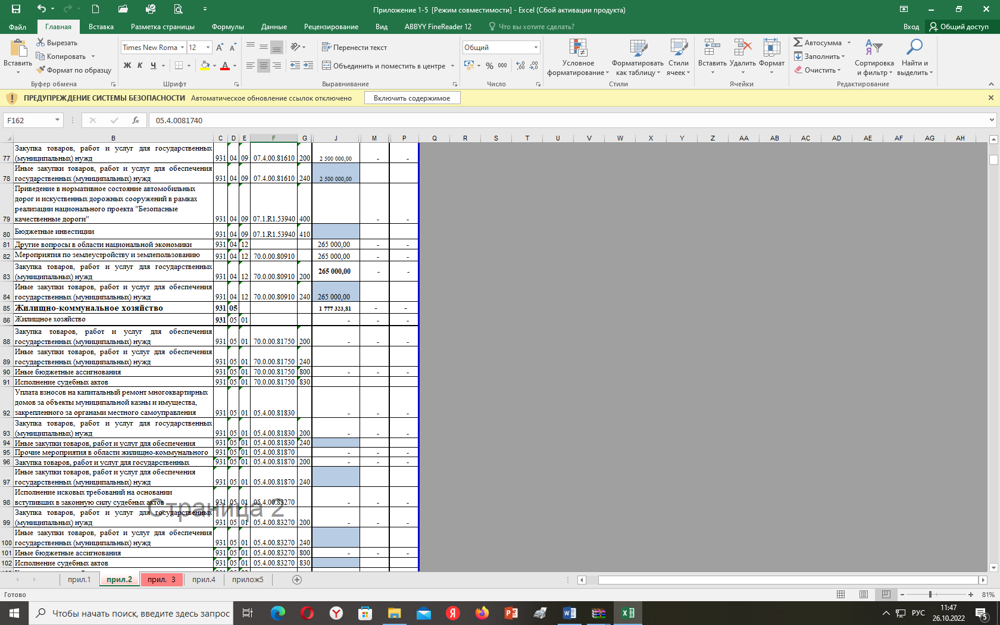 Приложение 1-5 [Режим совместимости] - Excel (Сбой активации продукта)
Файл Главная Вставка Разметка страницы Формулы Данные Рецензирование Вид ABBYY FineReader 12 Что вы хотите сделать? Вход Общий доступ
Вставить
Вырезать
Копировать
Формат по образцу
Буфер обмена
Times New Roma 12
Ж К Ч
Шрифт
Перенести текст
Объединить и поместить в центре
Выравнивание
Общий
% 000
Число
Условное форматирование
Форматировать как таблицу
Стили ячеек
Стили
Вставить Удалить Формат
Ячейки
Автосумма
Заполнить
Очистить
Сортировка и фильтр
Найти и выделить
Редактирование
ПРЕДУПРЕЖДЕНИЕ СИСТЕМЫ БЕЗОПАСНОСТИ Автоматическое обновление ссылок отключено Включить содержимое
F162 fx 05.4.0081740
B C D E F G J M P Q R S T U V W X Y Z AA AB AC AD AE AF AG AH
77 Закупка товаров, работ и услуг для государственных (муниципальных) нужд 931 04 09 07.4.00.81610 200 2 500 000,00 - -
78 Иные закупки товаров, работ и услуг для обеспечения государственных (муниципальных) нужд 931 04 09 07.4.00.81610 240 2 500 000,00
79 Приведение в нормативное состояние автомобильных дорог и искуственных дорожных сооружений в рамках реализации национального проекта "Безопасные качественные дороги" 931 04 09 07.1.R1.53940 400 - -
80 Бюджетные инвестиции 931 04 09 07.1.R1.53940 410
81 Другие вопросы в области национальной экономики 931 04 12 265 000,00 - -
82 Мероприятия по землеустройству и землепользованию 931 04 12 70.0.00.80910 265 000,00 - -
83 Закупка товаров, работ и услуг для государственных (муниципальных) нужд 931 04 12 70.0.00.80910 200 265 000,00 - -
84 Иные закупки товаров, работ и услуг для обеспечения государственных (муниципальных) нужд 931 04 12 70.0.00.80910 240 265 000,00
85 Жилищно-коммунальное хозяйство 931 05 1 777 323,81 - -
86 Жилищное хозяйство 931 05 01 - - -
88 Закупка товаров, работ и услуг для обеспечения государственных (муниципальных) нужд 931 05 01 70.0.00.81750 200 - - -
89 Иные закупки товаров, работ и услуг для обеспечения государственных (муниципальных) нужд 931 05 01 70.0.00.81750 240
90 Иные бюджетные ассигнования 931 05 01 70.0.00.81750 800 - - -
91 Исполнение судебных актов 931 05 01 70.0.00.81750 830
92 Уплата взносов на капитальный ремонт многоквартирных домов за объекты муниципальной казны и имущества, закрепленного за органами местного самоуправления 931 05 01 05.4.00.81830 - - -
93 Закупка товаров, работ и услуг для государственных (муниципальных) нужд 931 05 01 05.4.00.81830 200 - - -
94 Иные закупки товаров, работ и услуг для обеспечения 931 05 01 05.4.00.81830 240
95 Прочие мероприятия в области жилищно-коммунального 931 05 01 05.4.00.81870 - - -
96 Закупка товаров, работ и услуг для государственных 931 05 01 05.4.00.81870 200 - - -
97 Иные закупки товаров, работ и услуг для обеспечения государственных (муниципальных) нужд 931 05 01 05.4.00.81870 240
98 Исполнение исковых требований на основании вступивших в законную силу судебных актов 931 05 01 05.4.00.83270 - - -
Страница 2
99 Закупка товаров, работ и услуг для государственных (муниципальных) нужд 931 05 01 05.4.00.83270 200 - - -
100 Иные закупки товаров, работ и услуг для обеспечения государственных (муниципальных) нужд 931 05 01 05.4.00.83270 240
101 Иные бюджетные ассигнования 931 05 01 05.4.00.83270 800 - - -
102 Исполнение судебных актов 931 05 01 05.4.00.83270 830
прил.1 прил.2 прил. 3 прил.4 прилож5
Готово 81%
Чтобы начать поиск, введите здесь запрос РУС 11:47
26.10.2022 5